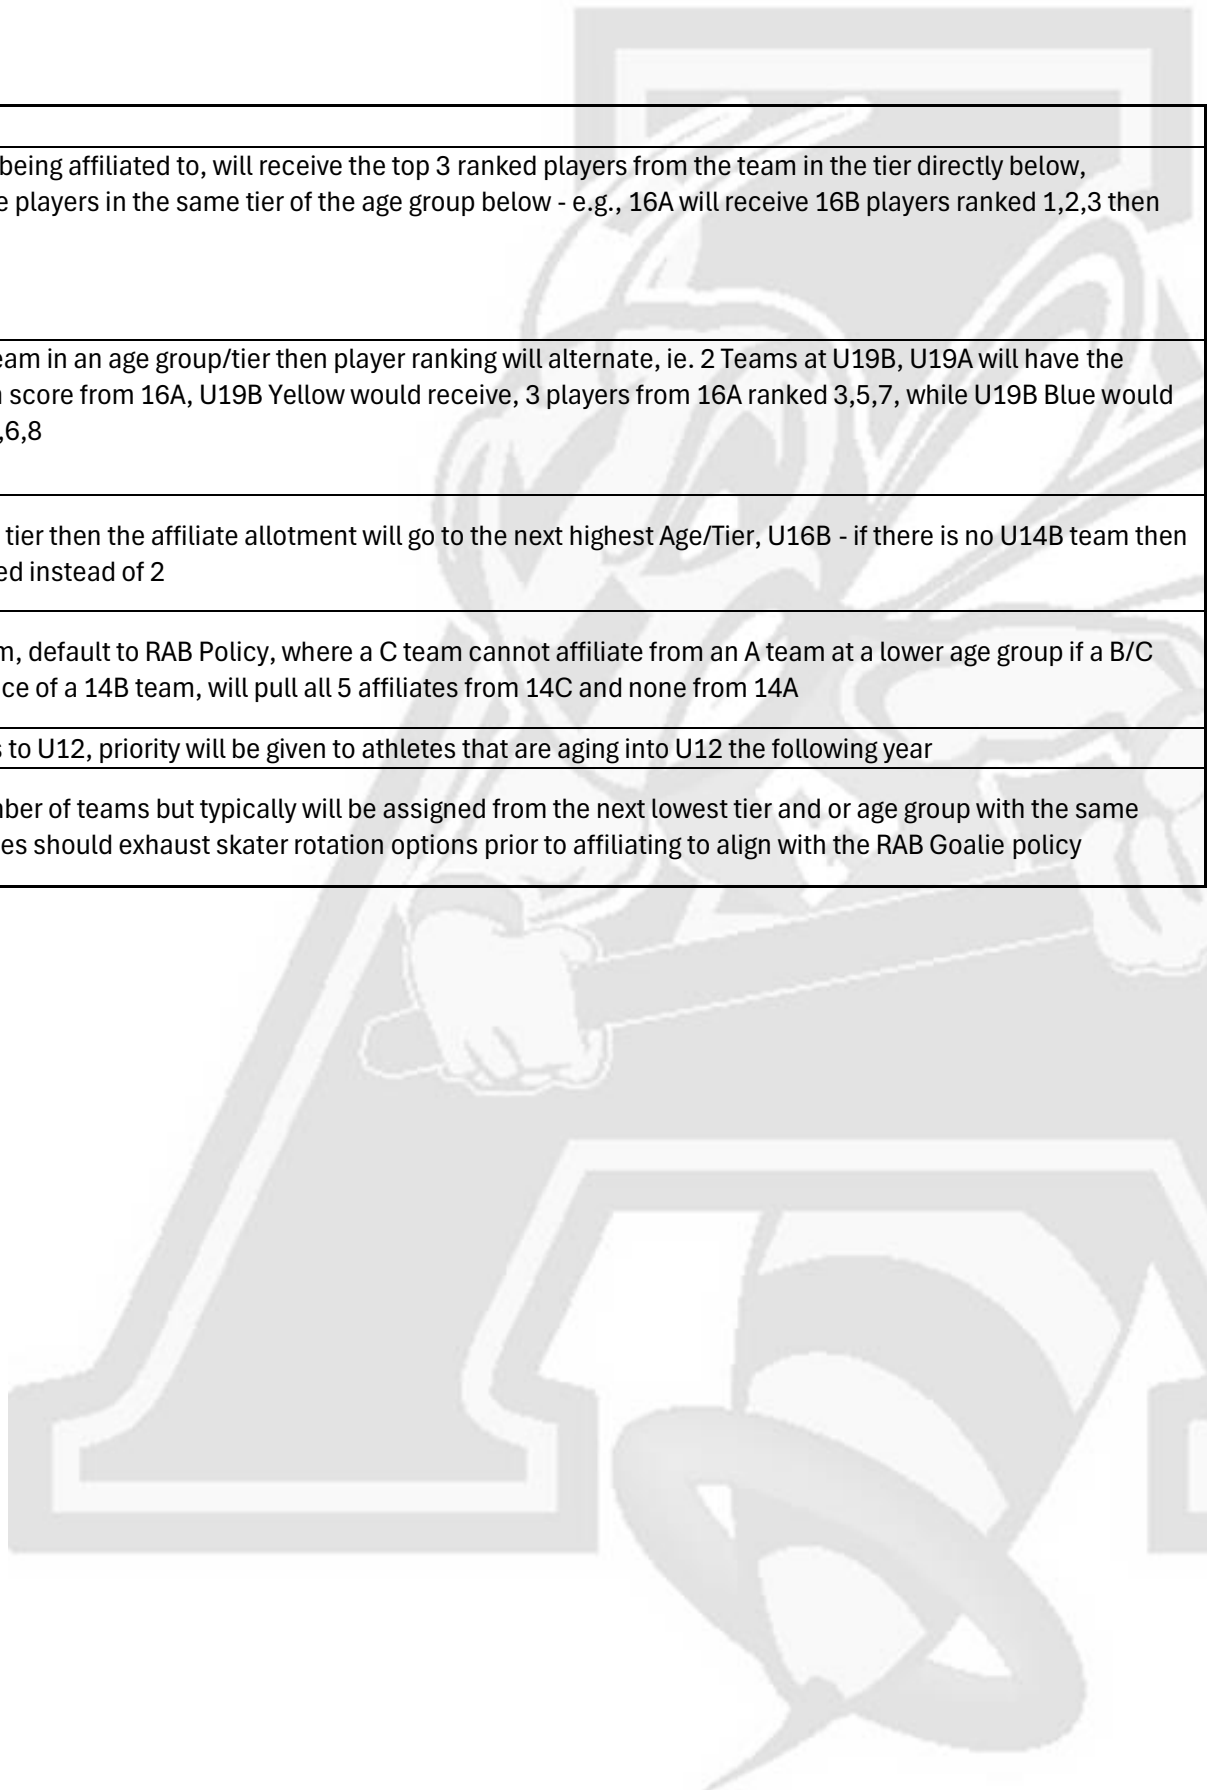 being affiliated to, will receive the top 3 ranked players from the team in the tier directly below,
e players in the same tier of the age group below - e.g., 16A will receive 16B players ranked 1,2,3 then
eam in an age group/tier then player ranking will alternate, ie. 2 Teams at U19B, U19A will have the
score from 16A, U19B Yellow would receive, 3 players from 16A ranked 3,5,7, while U19B Blue would
,6,8
tier then the affiliate allotment will go to the next highest Age/Tier, U16B - if there is no U14B team then
ed instead of 2
m, default to RAB Policy, where a C team cannot affiliate from an A team at a lower age group if a B/C
ce of a 14B team, will pull all 5 affiliates from 14C and none from 14A
s to U12, priority will be given to athletes that are aging into U12 the following year
ber of teams but typically will be assigned from the next lowest tier and or age group with the same
es should exhaust skater rotation options prior to affiliating to align with the RAB Goalie policy